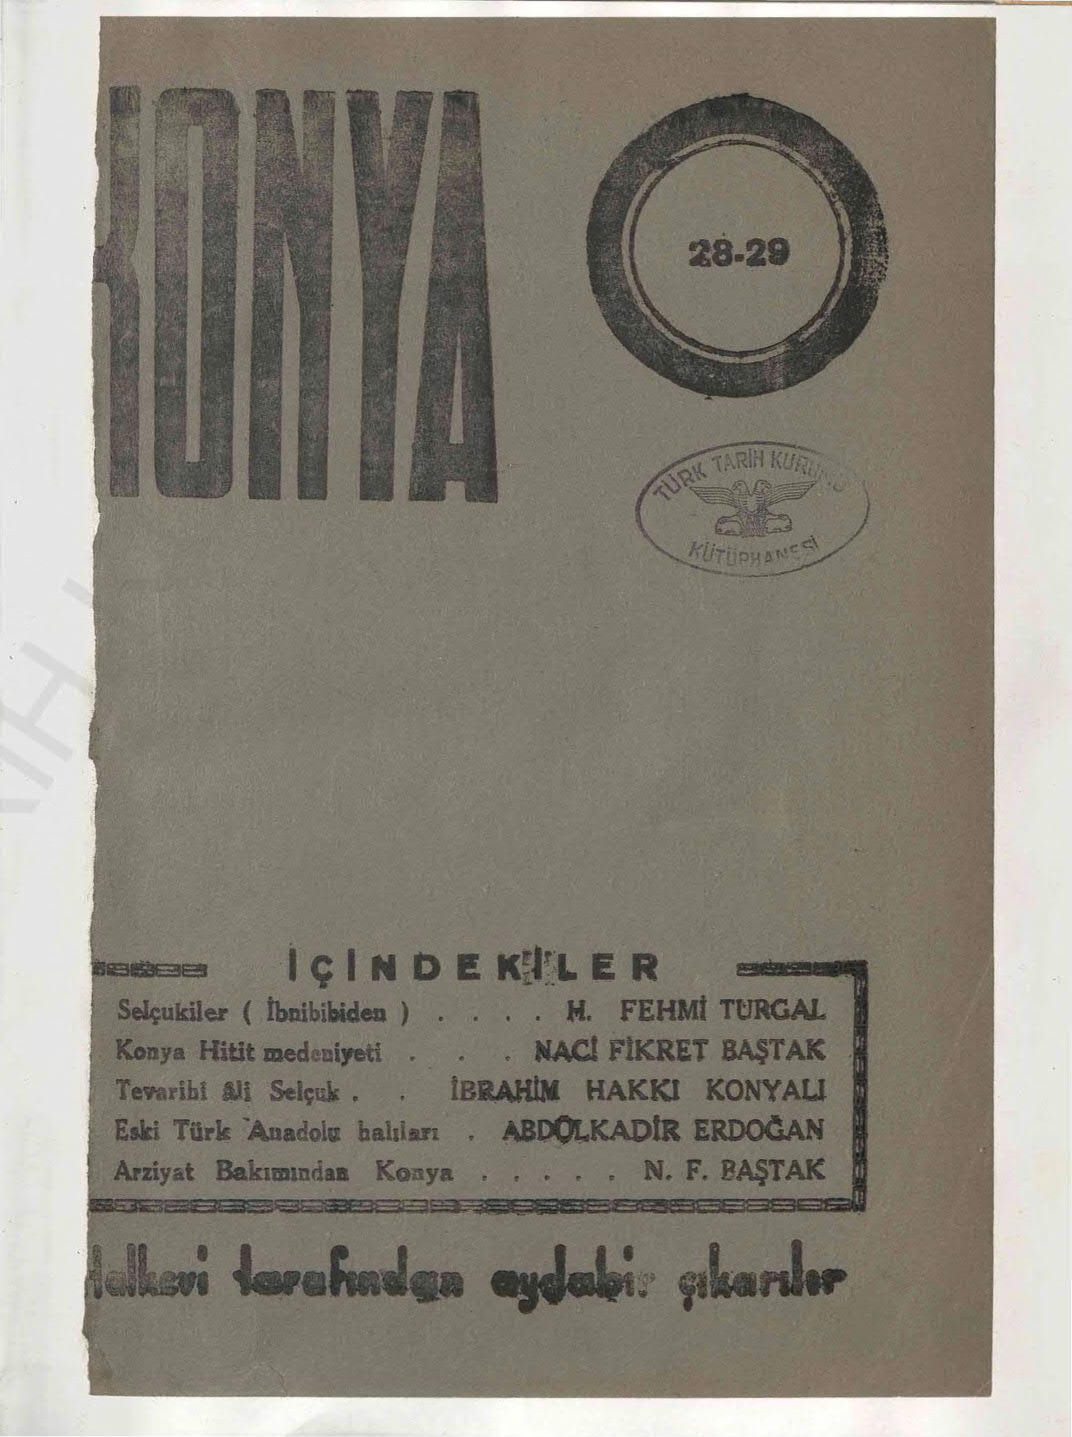 KONYA
28-29
TÜRK TARİH KURUMU
KÜTÜPHANESİ
İÇİNDEKİLER
Selçukiler ( İbnibibiden ) . . . . H. FEHMİ TURGAL
Konya Hitit medeniyeti . . . NACİ FİKRET BAŞTAK
Tevarihi âli Selçuk . . İBRAHİM HAKKI KONYALI
Eski Türk Anadolu halıları . ABDÜLKADİR ERDOĞAN
Arziyat Bakımından Konya . . . . . N. F. BAŞTAK
Halkevi tarafından aydabir çıkarılır